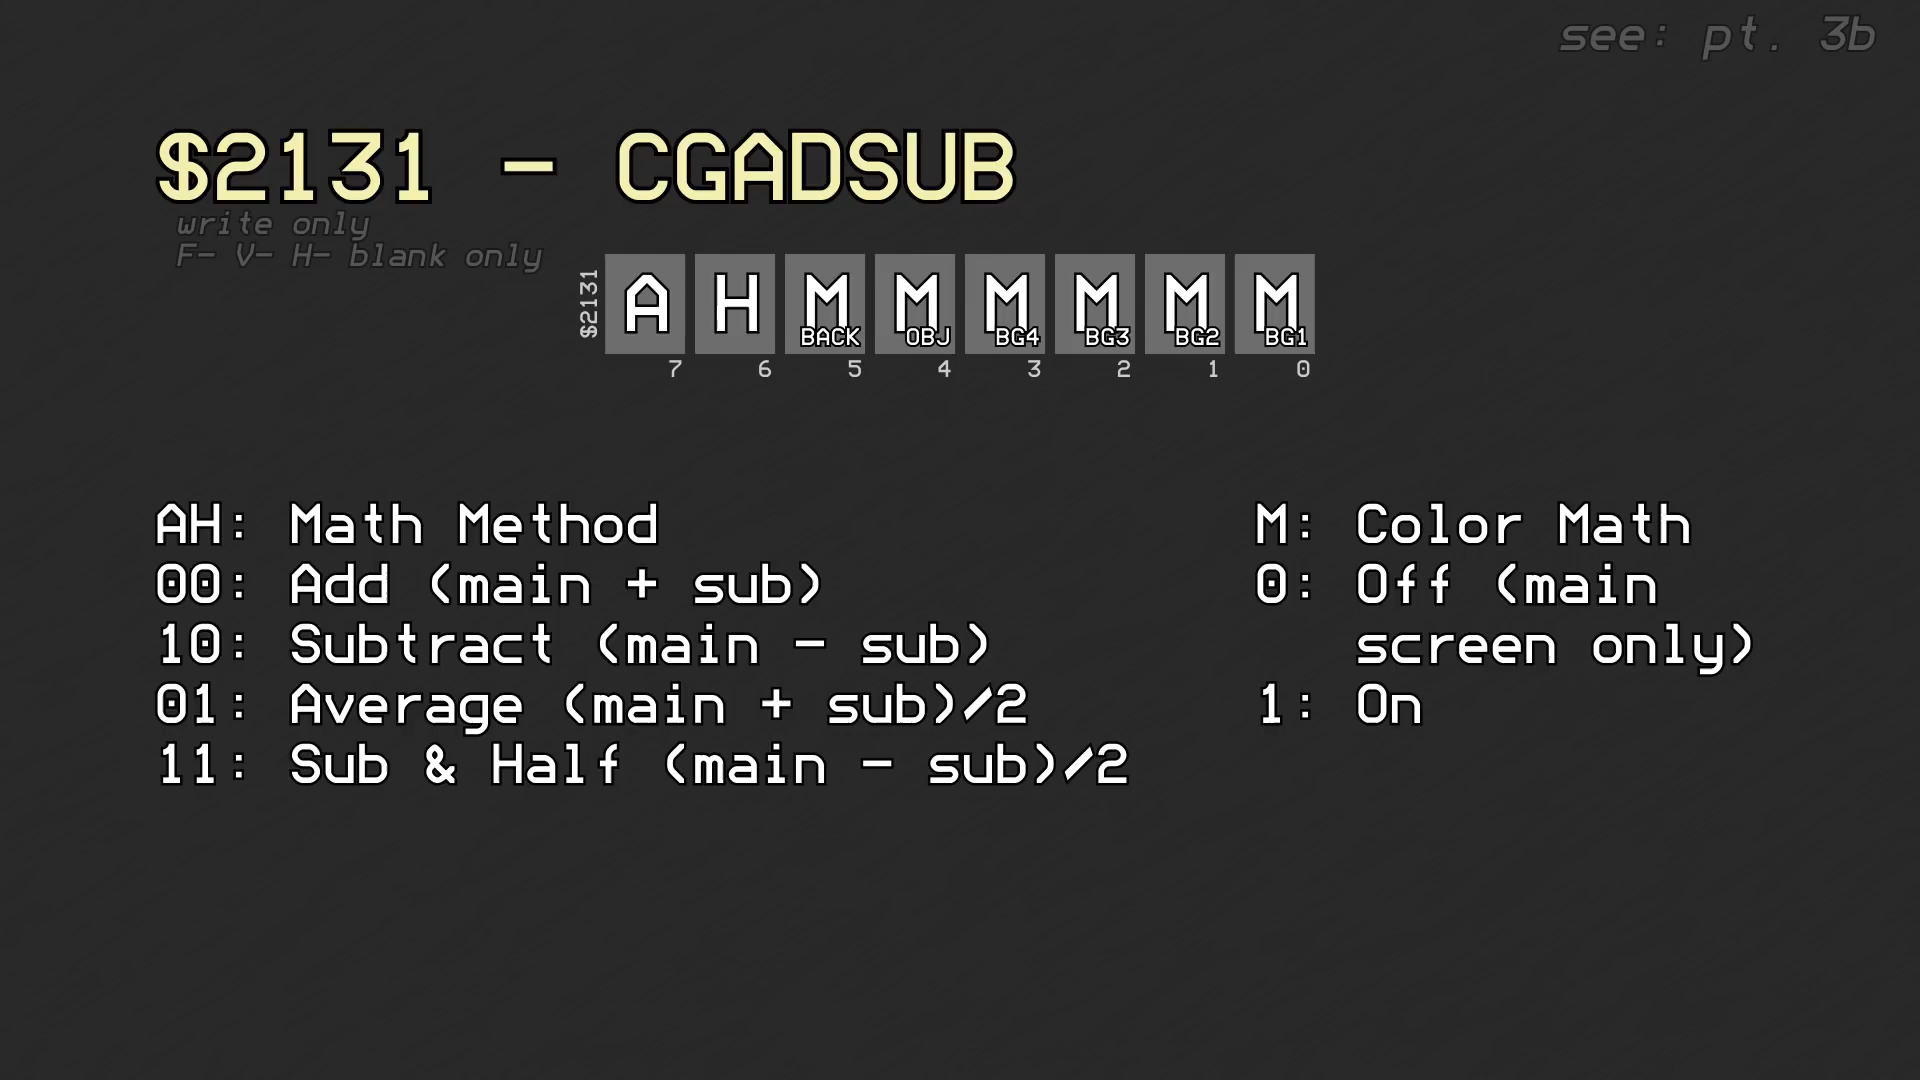 see: pt. 3b
$2131 - CGADSUB
write only
F- V- H- blank only
$2131
A H M M M M M M
BACK OBJ BG4 BG3 BG2 BG1
7 6 5 4 3 2 1 0
AH: Math Method
00: Add (main + sub)
10: Subtract (main - sub)
01: Average (main + sub)/2
11: Sub & Half (main - sub)/2
M: Color Math
0: Off (main
screen only)
1: On